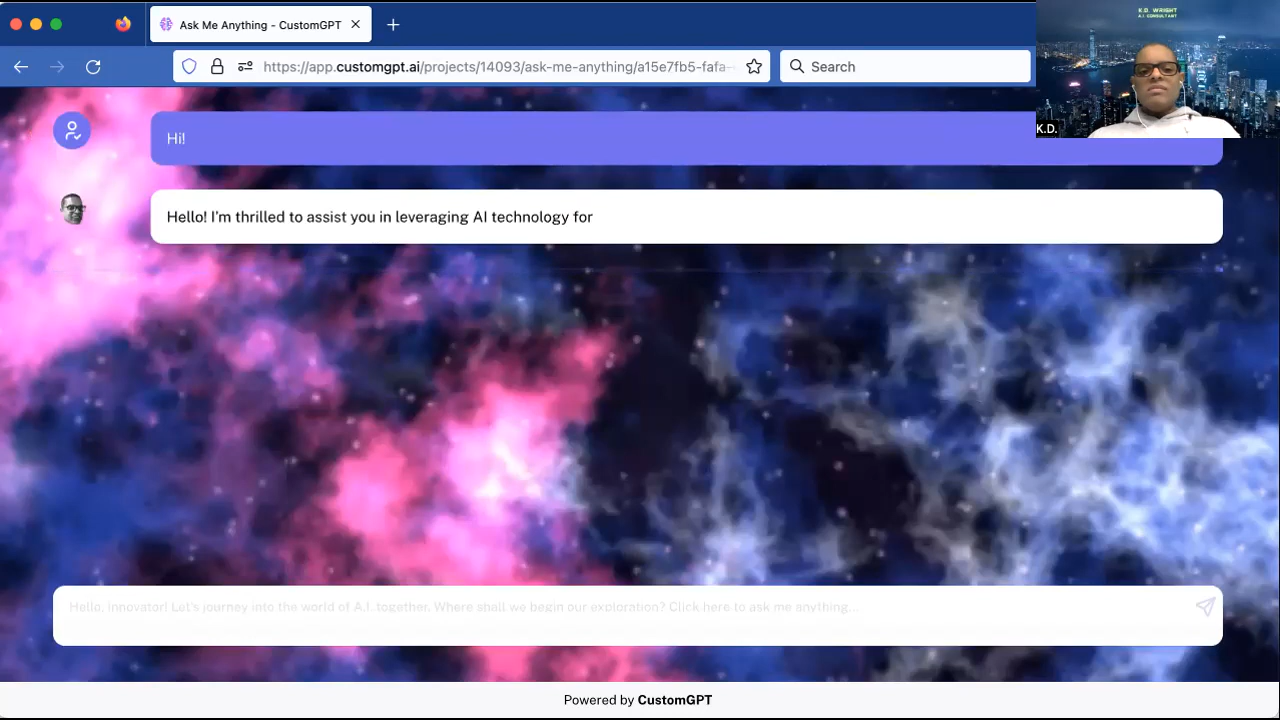 Ask Me Anything - CustomGPT
https://app.customgpt.ai/projects/14093/ask-me-anything/a15e7fb5-fafa-
Search
K.D. WRIGHT
A.I. CONSULTANT
K.D.
Hi!
Hello! I'm thrilled to assist you in leveraging AI technology for
Hello, innovator! Let's journey into the world of A.I. together. Where shall we begin our exploration? Click here to ask me anything...
Powered by CustomGPT